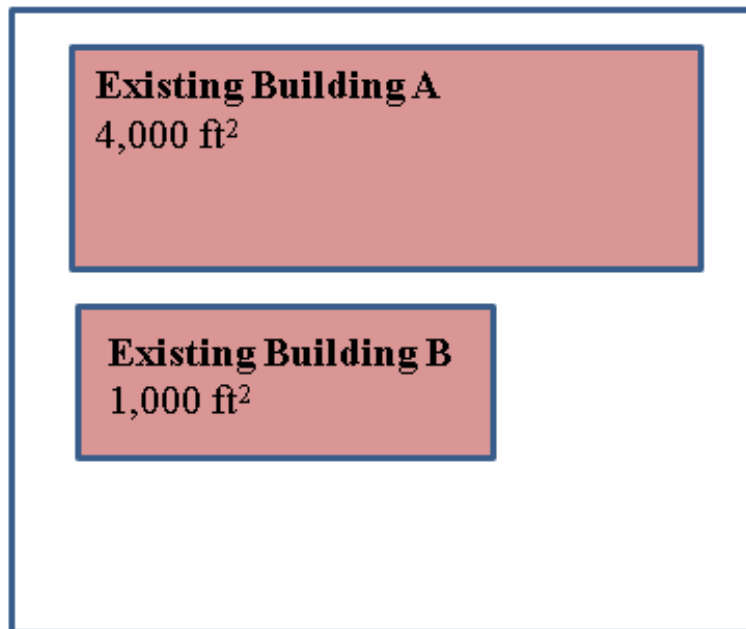 Existing Building A
4,000 ft²
Existing Building B
1,000 ft²